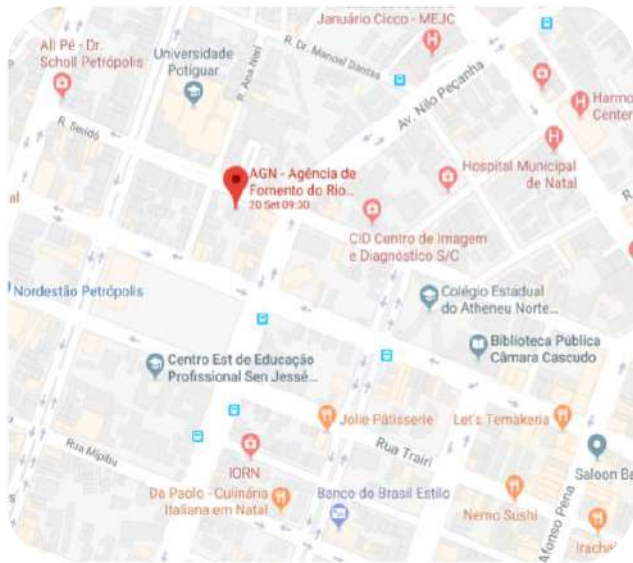 Januário Cicco - MEJC
All Pé - Dr.
Scholl Petrópolis
Universidade
Potiguar
R. Ana Neri
R. Dr. Manoel Dantas
Av. Nilo Peçanha
Harmo
Center
R. Seridó
AGN - Agência de
Fomento do Rio...
20 Set 09:30
Hospital Municipal
de Natal
R.
al
CID Centro de Imagem
e Diagnóstico S/C
Nordestão Petrópolis
Colégio Estadual
do Atheneu Norte...
Biblioteca Pública
Câmara Cascudo
Centro Est de Educação
Profissional Sen Jessé...
Jolie Pâtisserie
Let's Temakeria
Rua Mipibu
Rua Trairí
IORN
Saloon Ba
Da Paolo - Culinária
Italiana em Natal
Banco do Brasil Estilo
Nemo Sushi
Afonso Pena
Irachai
s